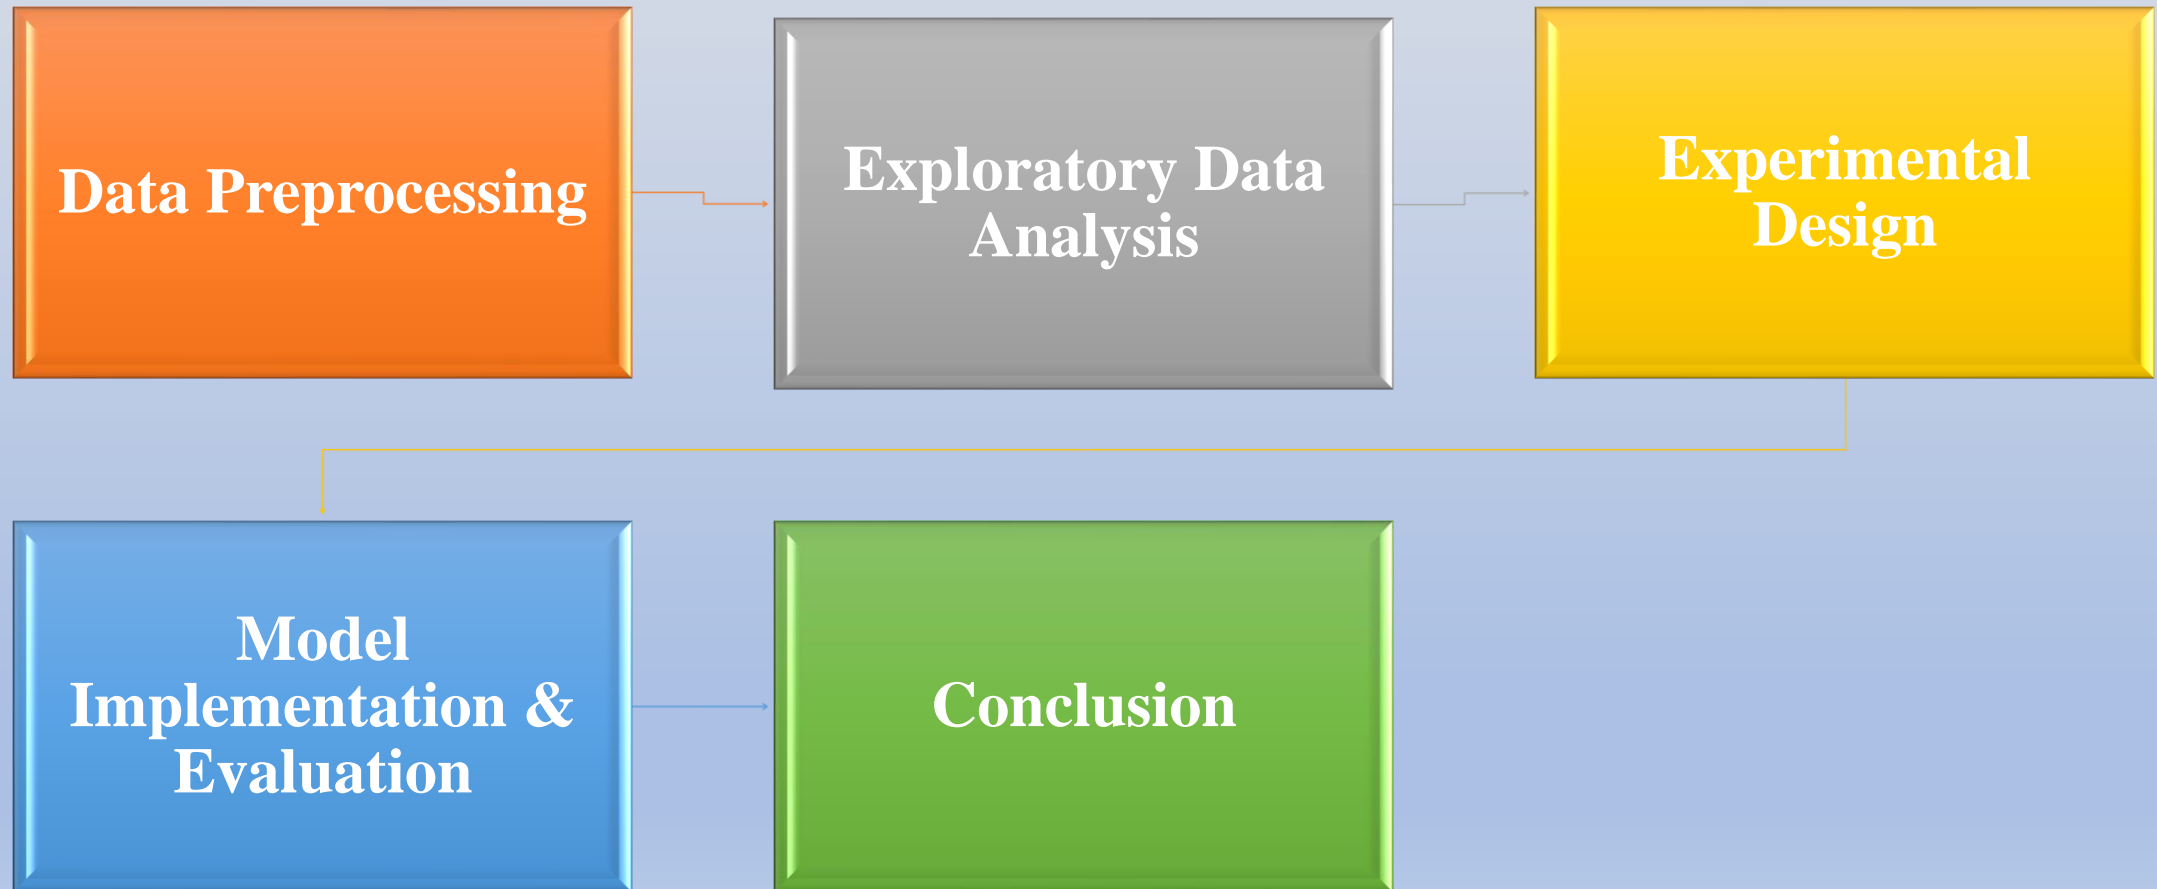 Data Preprocessing
Exploratory Data
Analysis
Experimental
Design
Model
Implementation &
Evaluation
Conclusion